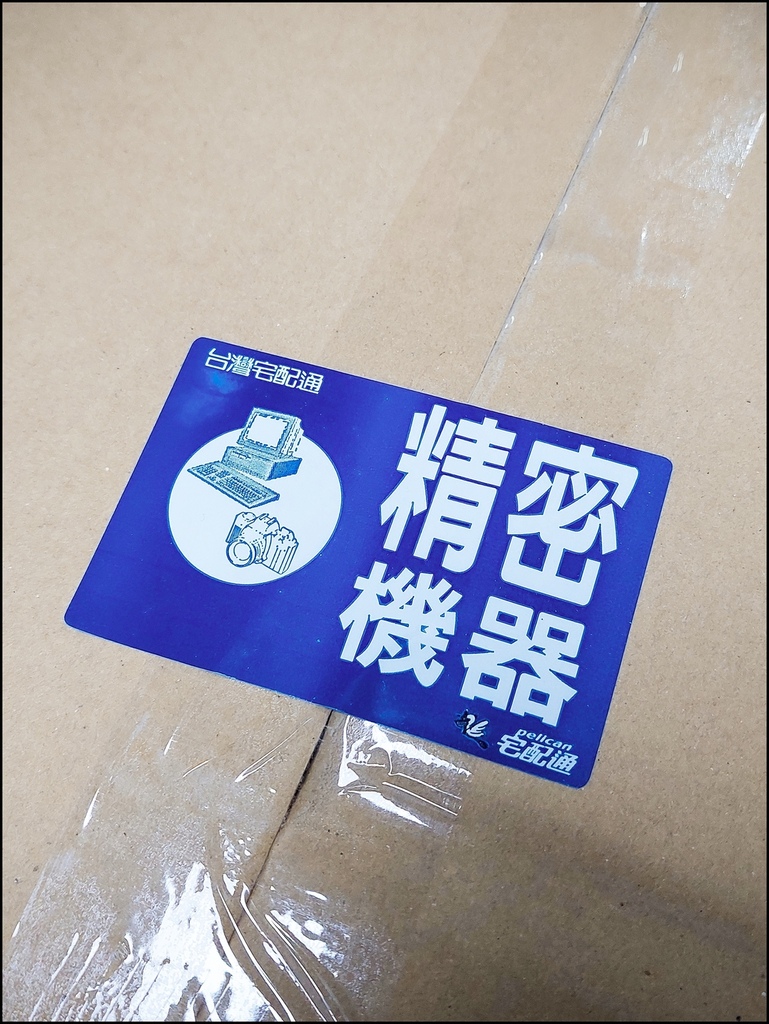 台灣宅配通
精密
機器
pelican
宅配通